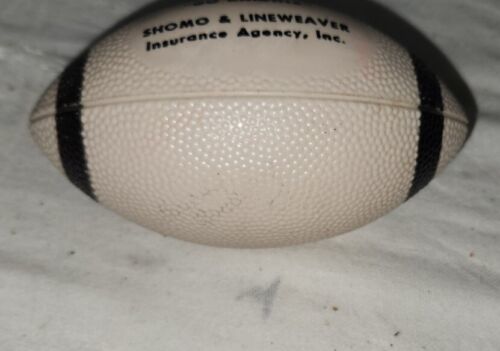 SHOMO & LINEWEAVER
Insurance Agency, Inc.